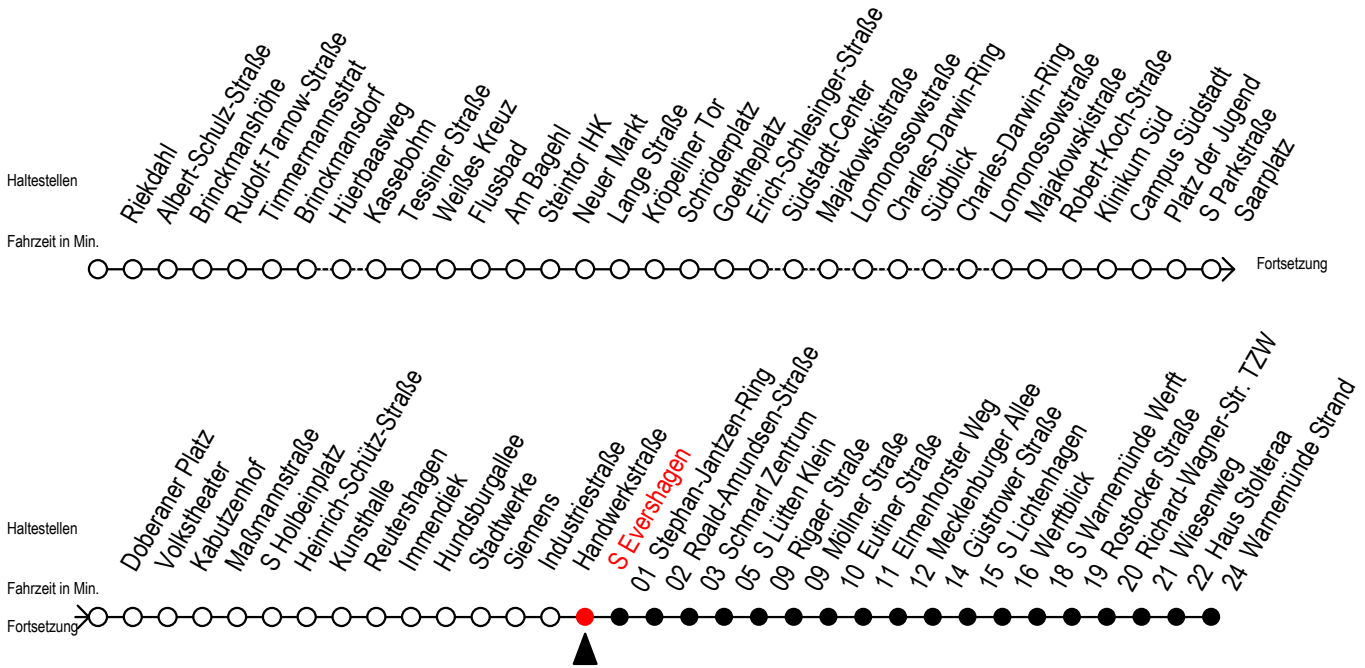 Haltestellen
Riekdahl
Albert-Schulz-Straße
Brinckmanshöhe
Rudolf-Tarnow-Straße
Timmermannsstrat
Brinckmansdorf
Hüerbaasweg
Kassebohm
Tessiner Straße
Weißes Kreuz
Flussbad
Am Bagehl
Steintor IHK
Neuer Markt
Lange Straße
Kröpeliner Tor
Schröderplatz
Goetheplatz
Erich-Schlesinger-Straße
Südstadt-Center
Majakowskistraße
Lomonossowstraße
Charles-Darwin-Ring
Südblick
Charles-Darwin-Ring
Lomonossowstraße
Majakowskistraße
Robert-Koch-Straße
Klinikum Süd
Campus Südstadt
Platz der Jugend
S Parkstraße
Saarplatz
Fahrzeit in Min.
Fortsetzung
Haltestellen
Doberaner Platz
Volkstheater
Kabutzenhof
Maßmannstraße
S Holbeinplatz
Heinrich-Schütz-Straße
Kunsthalle
Reutershagen
Immendiek
Hundsburgallee
Stadtwerke
Siemens
Industriestraße
Handwerkstraße
S Evershagen
01 Stephan-Jantzen-Ring
02 Roald-Amundsen-Straße
03 Schmarl Zentrum
05 S Lütten Klein
09 Rigaer Straße
09 Möllner Straße
10 Eutiner Straße
11 Elmenhorster Weg
12 Mecklenburger Allee
14 Güstrower Straße
15 S Lichtenhagen
16 Werftblick
18 S Warnemünde Werft
19 Rostocker Straße
20 Richard-Wagner-Str. TZW
21 Wiesenweg
22 Haus Stolteraa
24 Warnemünde Strand
Fahrzeit in Min.
Fortsetzung